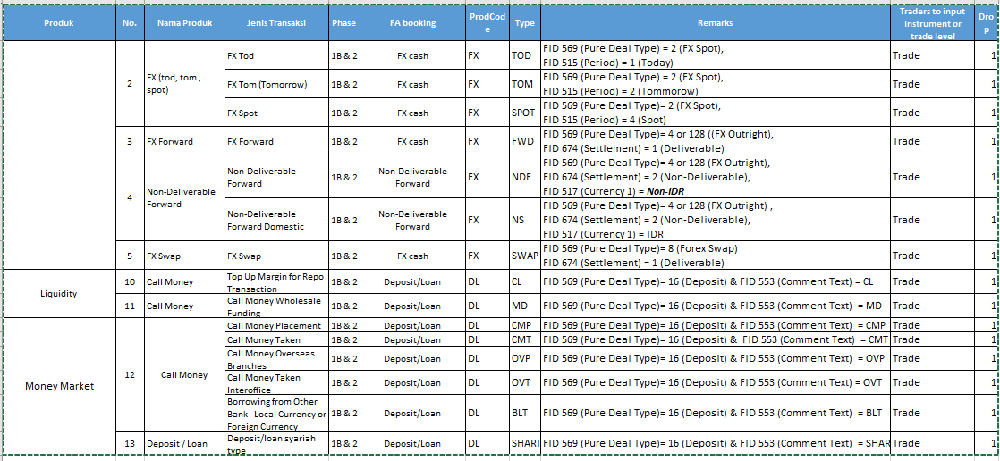 Produk No. Nama Produk Jenis Transaksi Phase FA booking ProdCod Type Remarks Traders to input Dro
e Instrument or p
trade level
2 FX (tod, tom , FX Tod 1B & 2 FX cash FX TOD FID 569 (Pure Deal Type) = 2 (FX Spot), Trade 1
spot) FID 515 (Period) = 1 (Today)
FX Tom (Tomorrow) 1B & 2 FX cash FX TOM FID 569 (Pure Deal Type) = 2 (FX Spot), Trade 1
FID 515 (Period) = 2 (Tommorow)
FX Spot 1B & 2 FX cash FX SPOT FID 569 (Pure Deal Type)= 2 (FX Spot), Trade 1
FID 515 (Period) = 4 (Spot)
3 FX Forward FX Forward 1B & 2 FX cash FX FWD FID 569 (Pure Deal Type)= 4 or 128 ((FX Outright), Trade 1
FID 674 (Settlement) = 1 (Deliverable)
4 Non-Deliverable Non-Deliverable 1B & 2 Non-Deliverable FX NDF FID 569 (Pure Deal Type)= 4 or 128 (FX Outright), Trade 1
Forward Forward Forward FID 674 (Settlement) = 2 (Non-Deliverable),
FID 517 (Currency 1) = Non-IDR
Non-Deliverable 1B & 2 Non-Deliverable FX NS FID 569 (Pure Deal Type)= 4 or 128 (FX Outright) , Trade 1
Forward Domestic Forward FID 674 (Settlement) = 2 (Non-Deliverable),
FID 517 (Currency 1) = IDR
5 FX Swap FX Swap 1B & 2 FX cash FX SWAP FID 569 (Pure Deal Type)= 8 (Forex Swap) Trade 1
FID 674 (Settlement) = 1 (Deliverable)
Liquidity 10 Call Money Top Up Margin for Repo 1B & 2 Deposit/Loan DL CL FID 569 (Pure Deal Type)= 16 (Deposit) & FID 553 (Comment Text) = CL Trade 1
Transaction
11 Call Money Call Money Wholesale 1B & 2 Deposit/Loan DL MD FID 569 (Pure Deal Type)= 16 (Deposit) & FID 553 (Comment Text) = MD Trade 1
Funding
Money Market 12 Call Money Call Money Placement 1B & 2 Deposit/Loan DL CMP FID 569 (Pure Deal Type)= 16 (Deposit) & FID 553 (Comment Text) = CMP Trade 1
Call Money Taken 1B & 2 Deposit/Loan DL CMT FID 569 (Pure Deal Type)= 16 (Deposit) & FID 553 (Comment Text) = CMT Trade 1
Call Money Overseas 1B & 2 Deposit/Loan DL OVP FID 569 (Pure Deal Type)= 16 (Deposit) & FID 553 (Comment Text) = OVP Trade 1
Branches
Call Money Taken 1B & 2 Deposit/Loan DL OVT FID 569 (Pure Deal Type)= 16 (Deposit) & FID 553 (Comment Text) = OVT Trade 1
Interoffice
Borrowing from Other 1B & 2 Deposit/Loan DL BLT FID 569 (Pure Deal Type)= 16 (Deposit) & FID 553 (Comment Text) = BLT Trade 1
Bank - Local Currency or
Foreign Currency
13 Deposit / Loan Deposit/loan syariah 1B & 2 Deposit/Loan DL SHARI FID 569 (Pure Deal Type)= 16 (Deposit) & FID 553 (Comment Text) = SHAR Trade 1
type